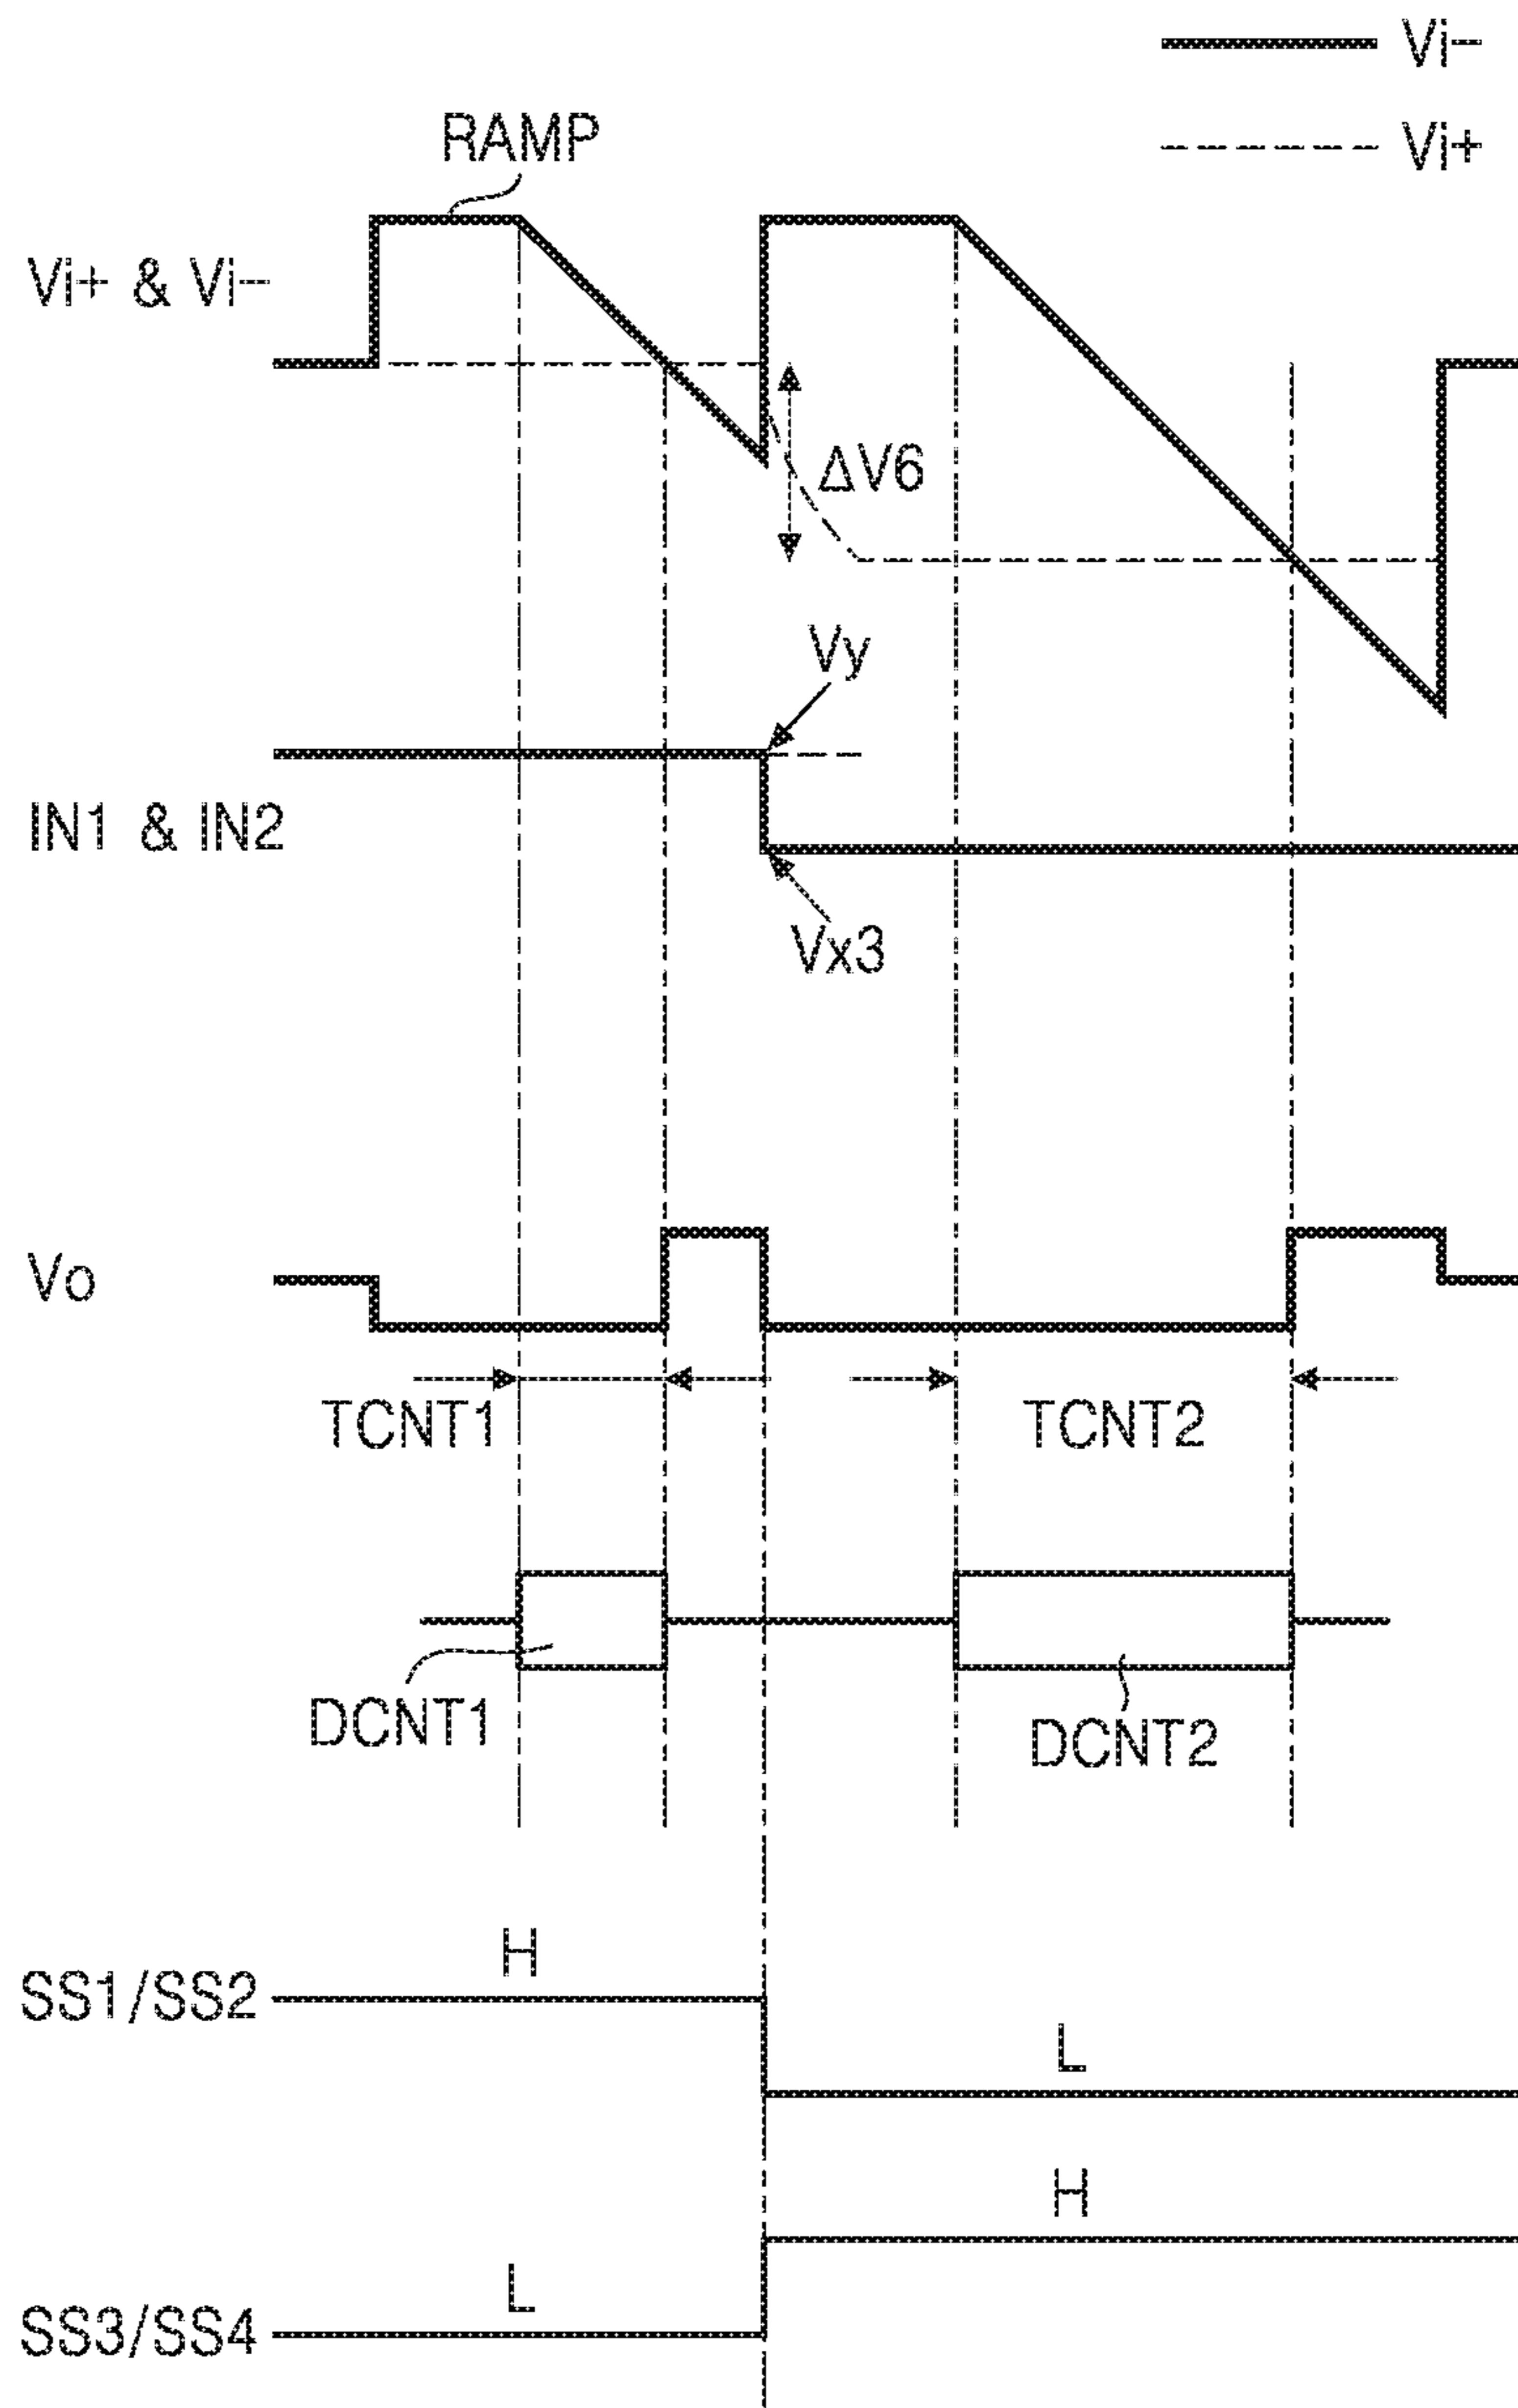 Vi−
Vi+
RAMP
Vi+ & Vi−
ΔV6
Vy
IN1 & IN2
Vx3
Vo
TCNT1
TCNT2
DCNT1
DCNT2
H
SS1/SS2
L
H
L
SS3/SS4